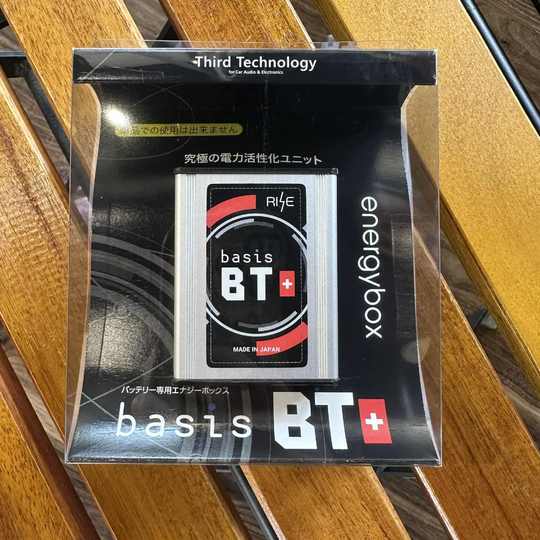 Third Technology
for Car Audio & Electronics
単品での使用は出来ません
究極の電力活性化ユニット
RISE
basis
BT+
MADE IN JAPAN
energybox
バッテリー専用エナジーボックス
basis BT+